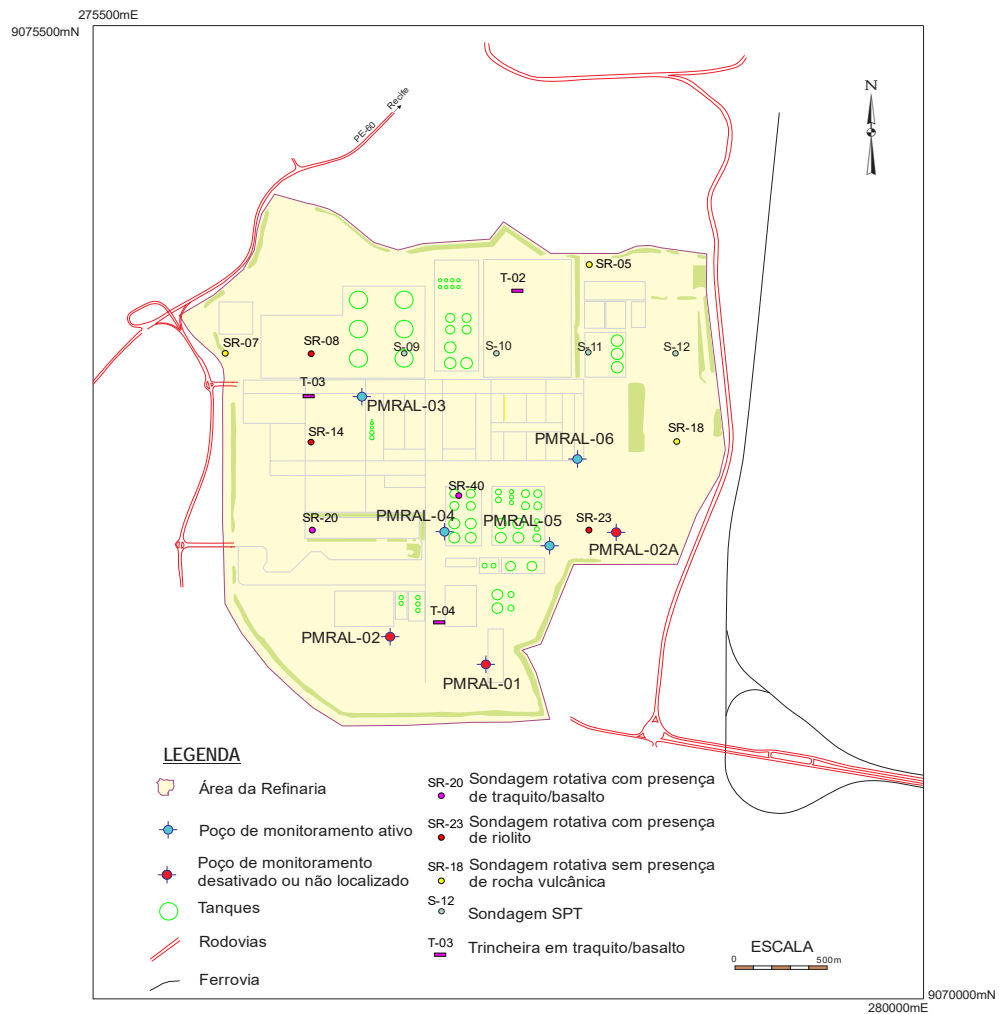 275500mE
9075500mN
Recife
PE-60
N
SR-05
T-02
SR-07
SR-08
S-09
S-10
S-11
S-12
T-03
PMRAL-03
SR-14
SR-18
PMRAL-06
SR-40
SR-20
PMRAL-04
PMRAL-05
SR-23
PMRAL-02A
T-04
PMRAL-02
PMRAL-01
LEGENDA
Área da Refinaria
Poço de monitoramento ativo
Poço de monitoramento
desativado ou não localizado
Tanques
Rodovias
Ferrovia
SR-20 Sondagem rotativa com presença
de traquito/basalto
SR-23 Sondagem rotativa com presença
de riolito
SR-18 Sondagem rotativa sem presença
de rocha vulcânica
S-12 Sondagem SPT
T-03 Trincheira em traquito/basalto
ESCALA
0 500m
9070000mN
280000mE